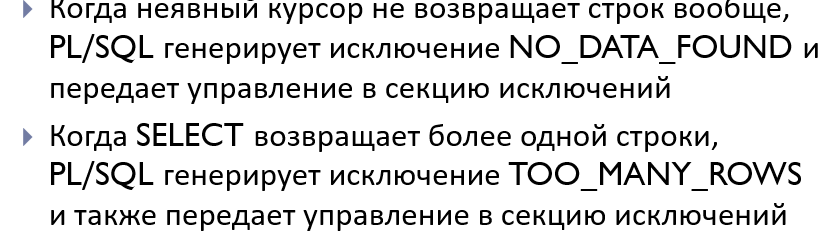 Когда неявный курсор не возвращает строк вообще,
PL/SQL генерирует исключение NO_DATA_FOUND и
передает управление в секцию исключений
Когда SELECT возвращает более одной строки,
PL/SQL генерирует исключение TOO_MANY_ROWS
и также передает управление в секцию исключений